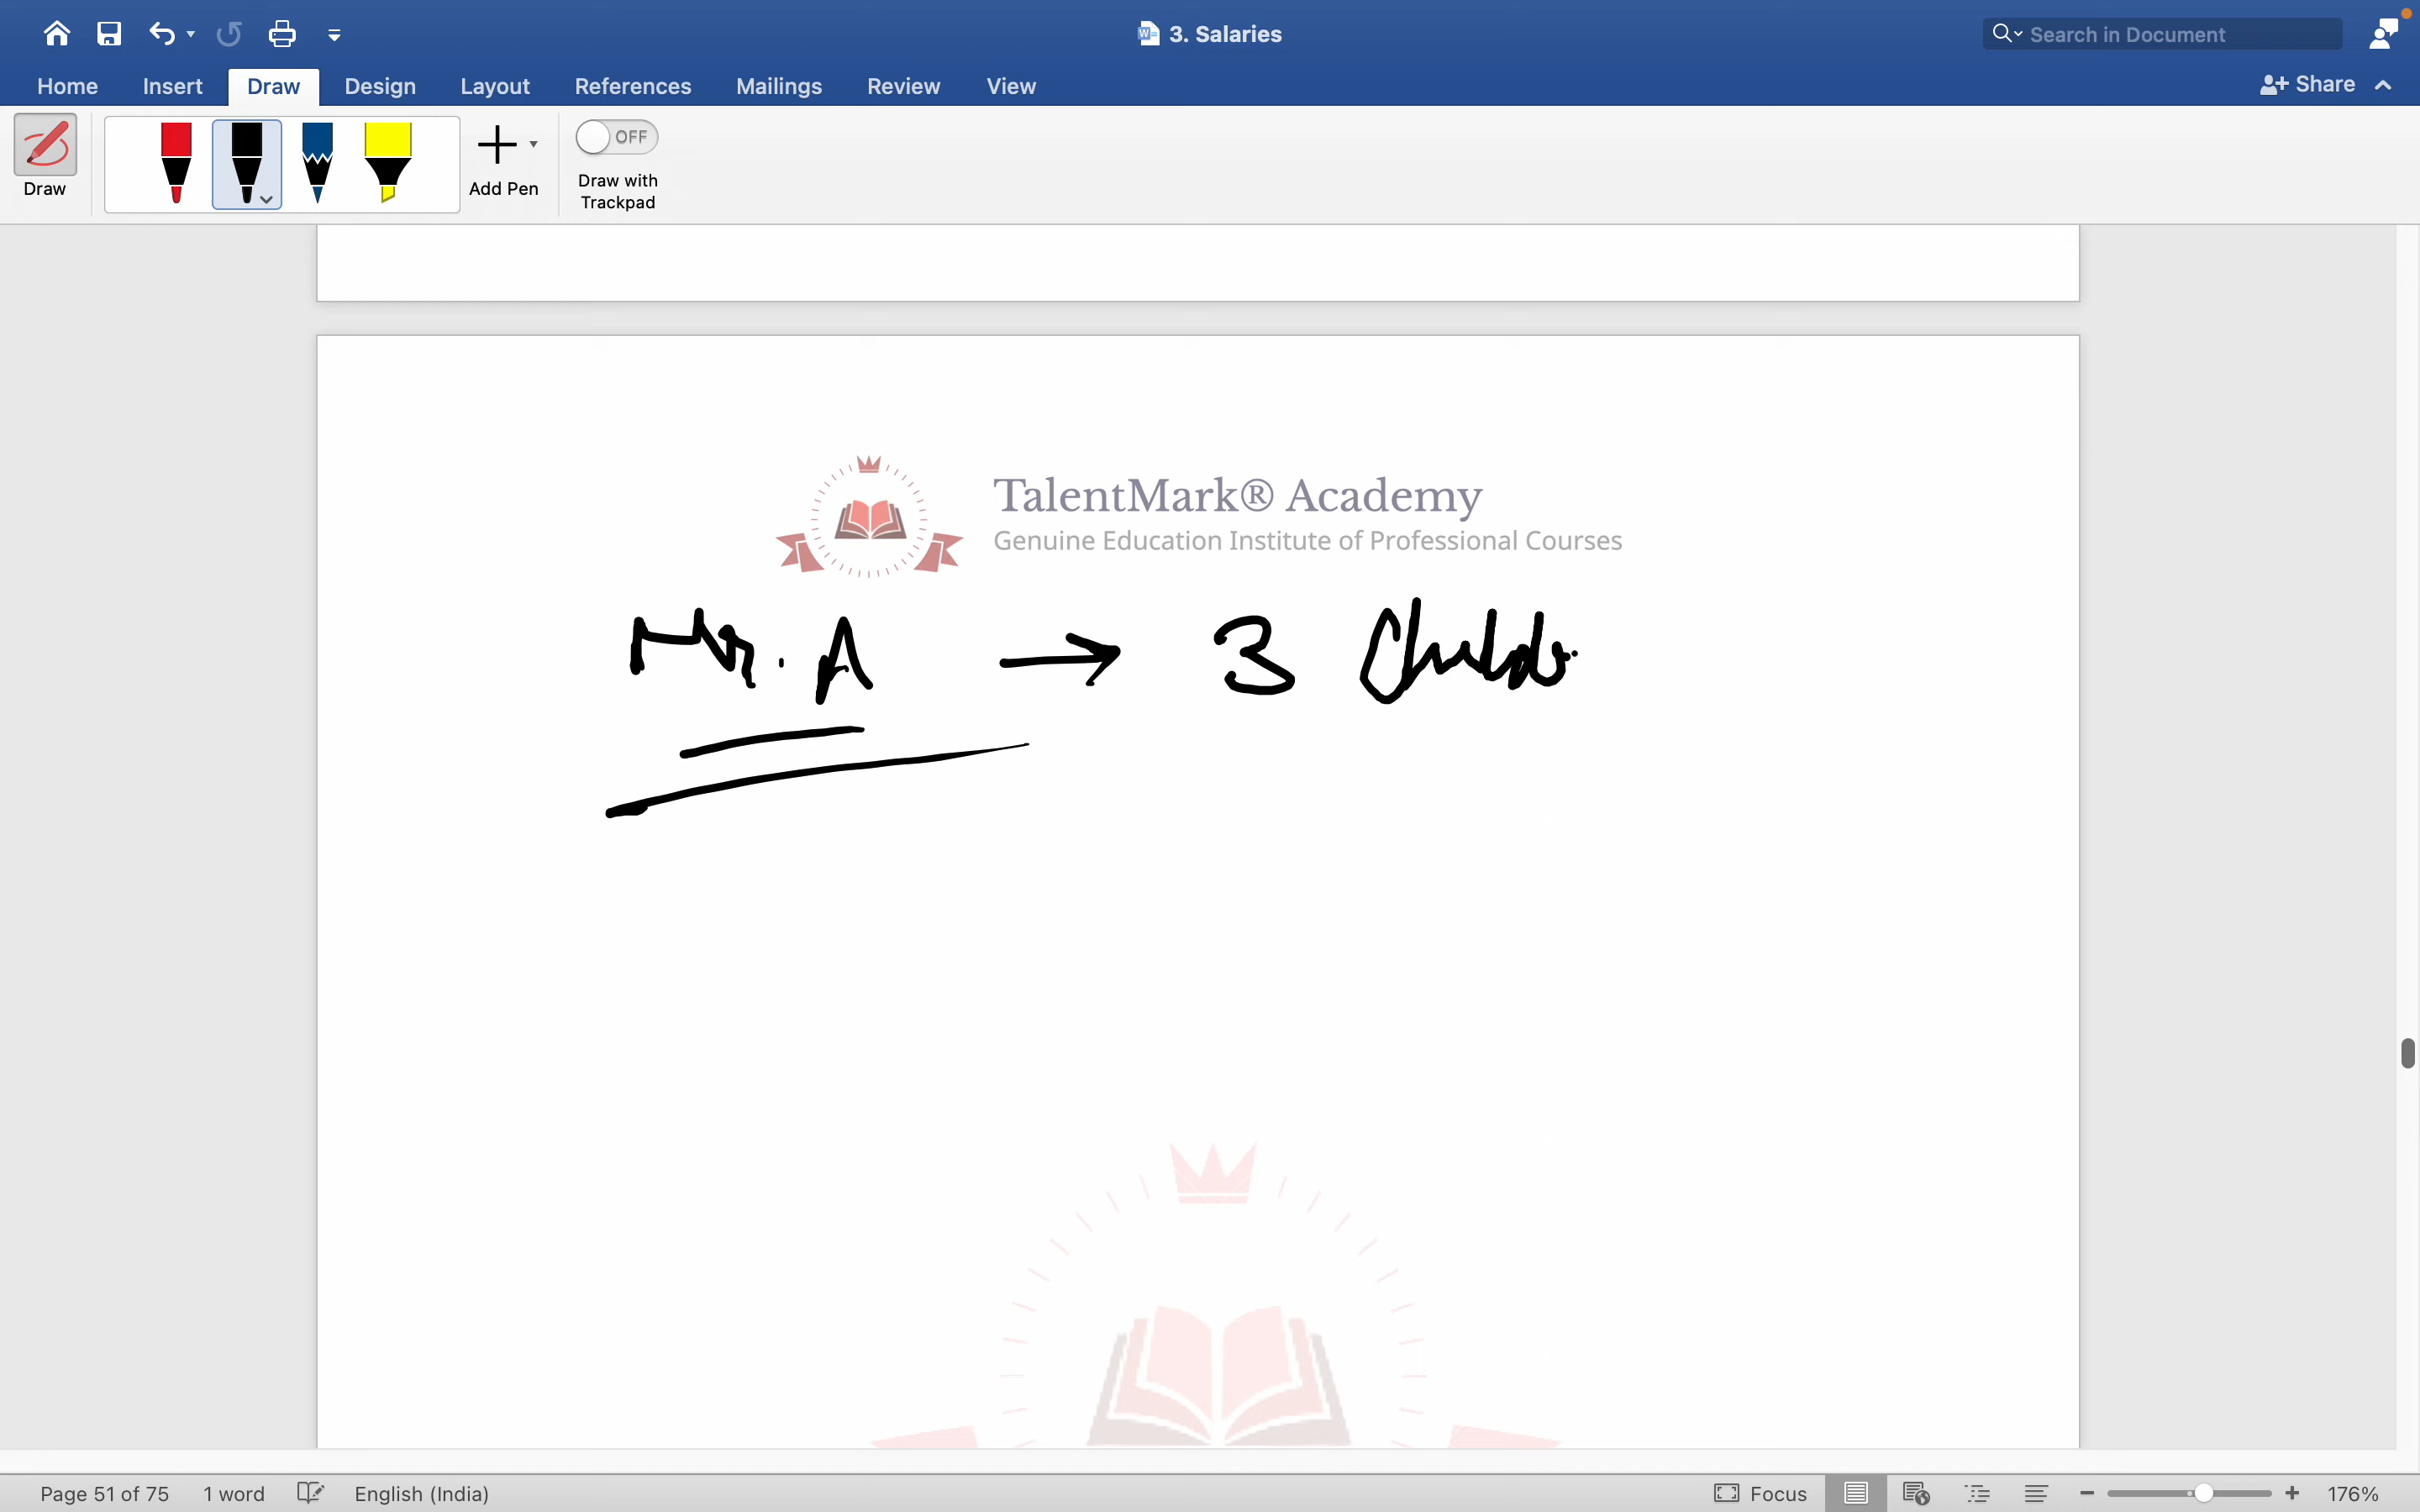 3. Salaries
Search in Document
Home Insert Draw Design Layout References Mailings Review View
Share
Draw
Add Pen
OFF
Draw with
Trackpad
TalentMark® Academy
Genuine Education Institute of Professional Courses
Mr. A → 3
Page 51 of 75 1 word English (India) Focus 176%